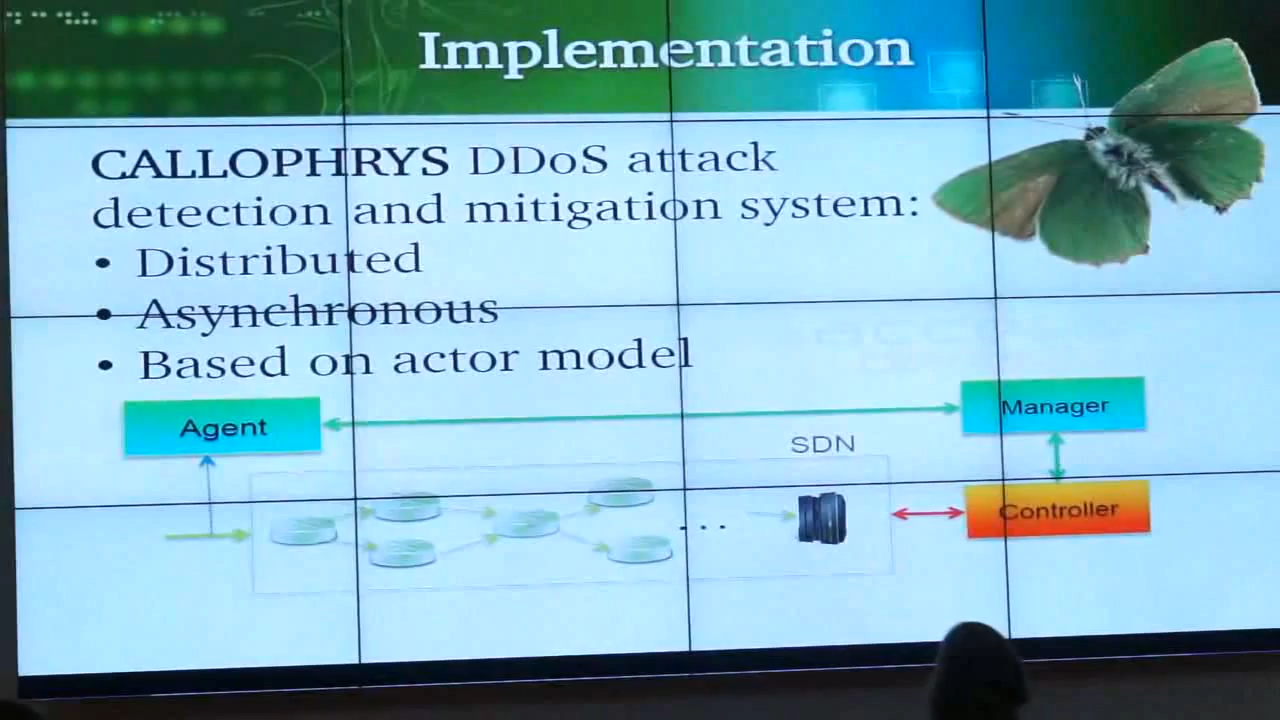 Implementation
CALLOPHRYS DDoS attack
detection and mitigation system:
• Distributed
• Asynchronous
• Based on actor model
Agent
Manager
SDN
Controller
...